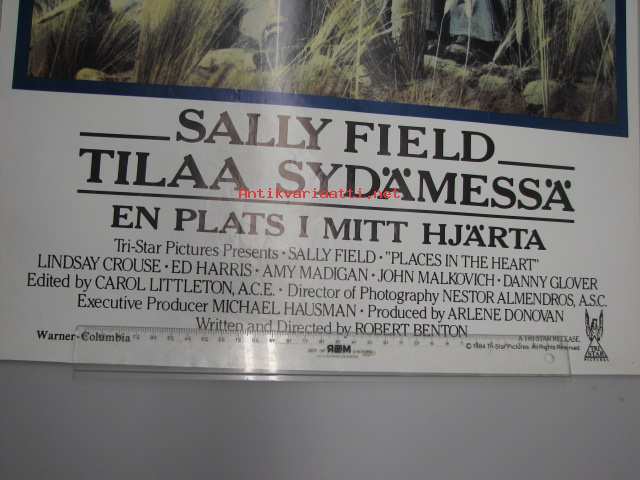 SALLY FIELD
TILAA SYDÄMESSÄ
Antikvariaatti.net
EN PLATS I MITT HJÄRTA
Tri-Star Pictures Presents · SALLY FIELD · "PLACES IN THE HEART"
LINDSAY CROUSE · ED HARRIS · AMY MADIGAN · JOHN MALKOVICH · DANNY GLOVER
Edited by CAROL LITTLETON, A.C.E. · Director of Photography NESTOR ALMENDROS, A.S.C.
Executive Producer MICHAEL HAUSMAN · Produced by ARLENE DONOVAN
Written and Directed by ROBERT BENTON
Warner-Columbia
A TRI-STAR RELEASE
© 1984 Tri-Star Pictures. All Rights Reserved.
TRI STAR
PICTURES